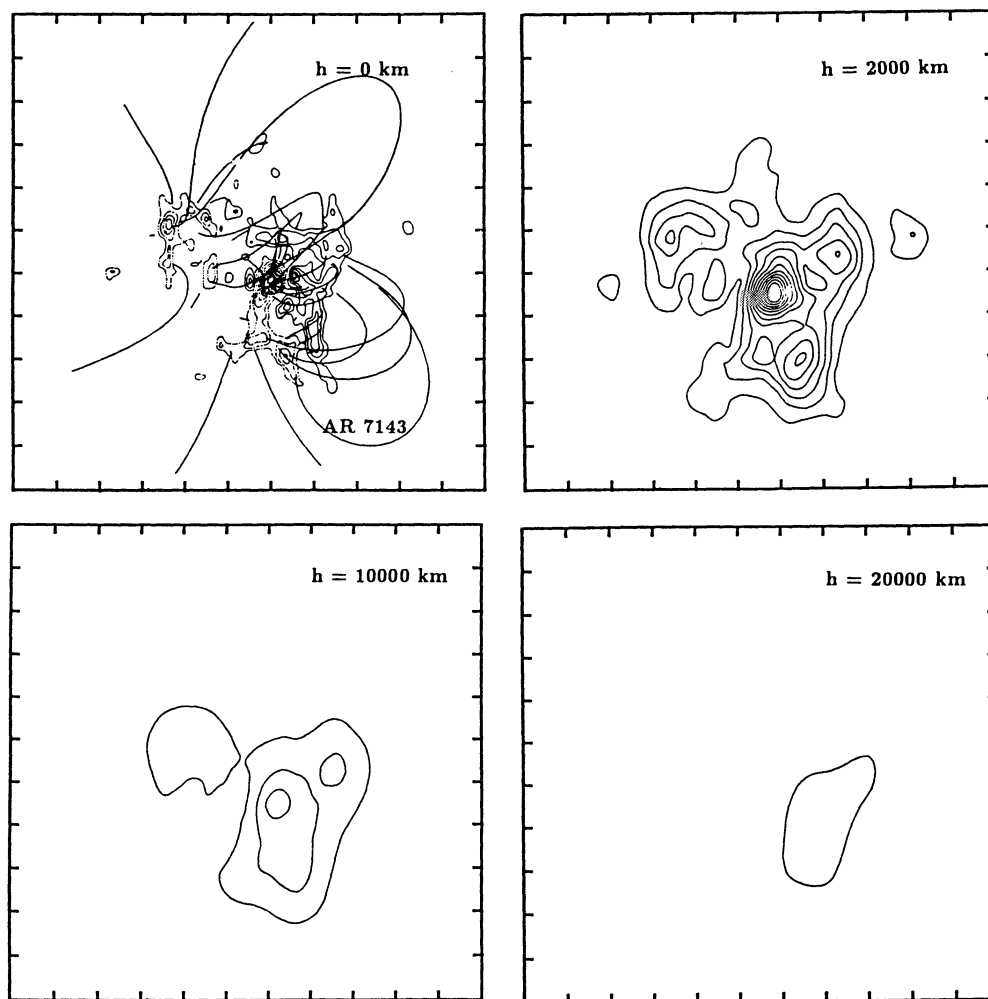 h = 0 km
h = 2000 km
AR 7143
h = 10000 km
h = 20000 km